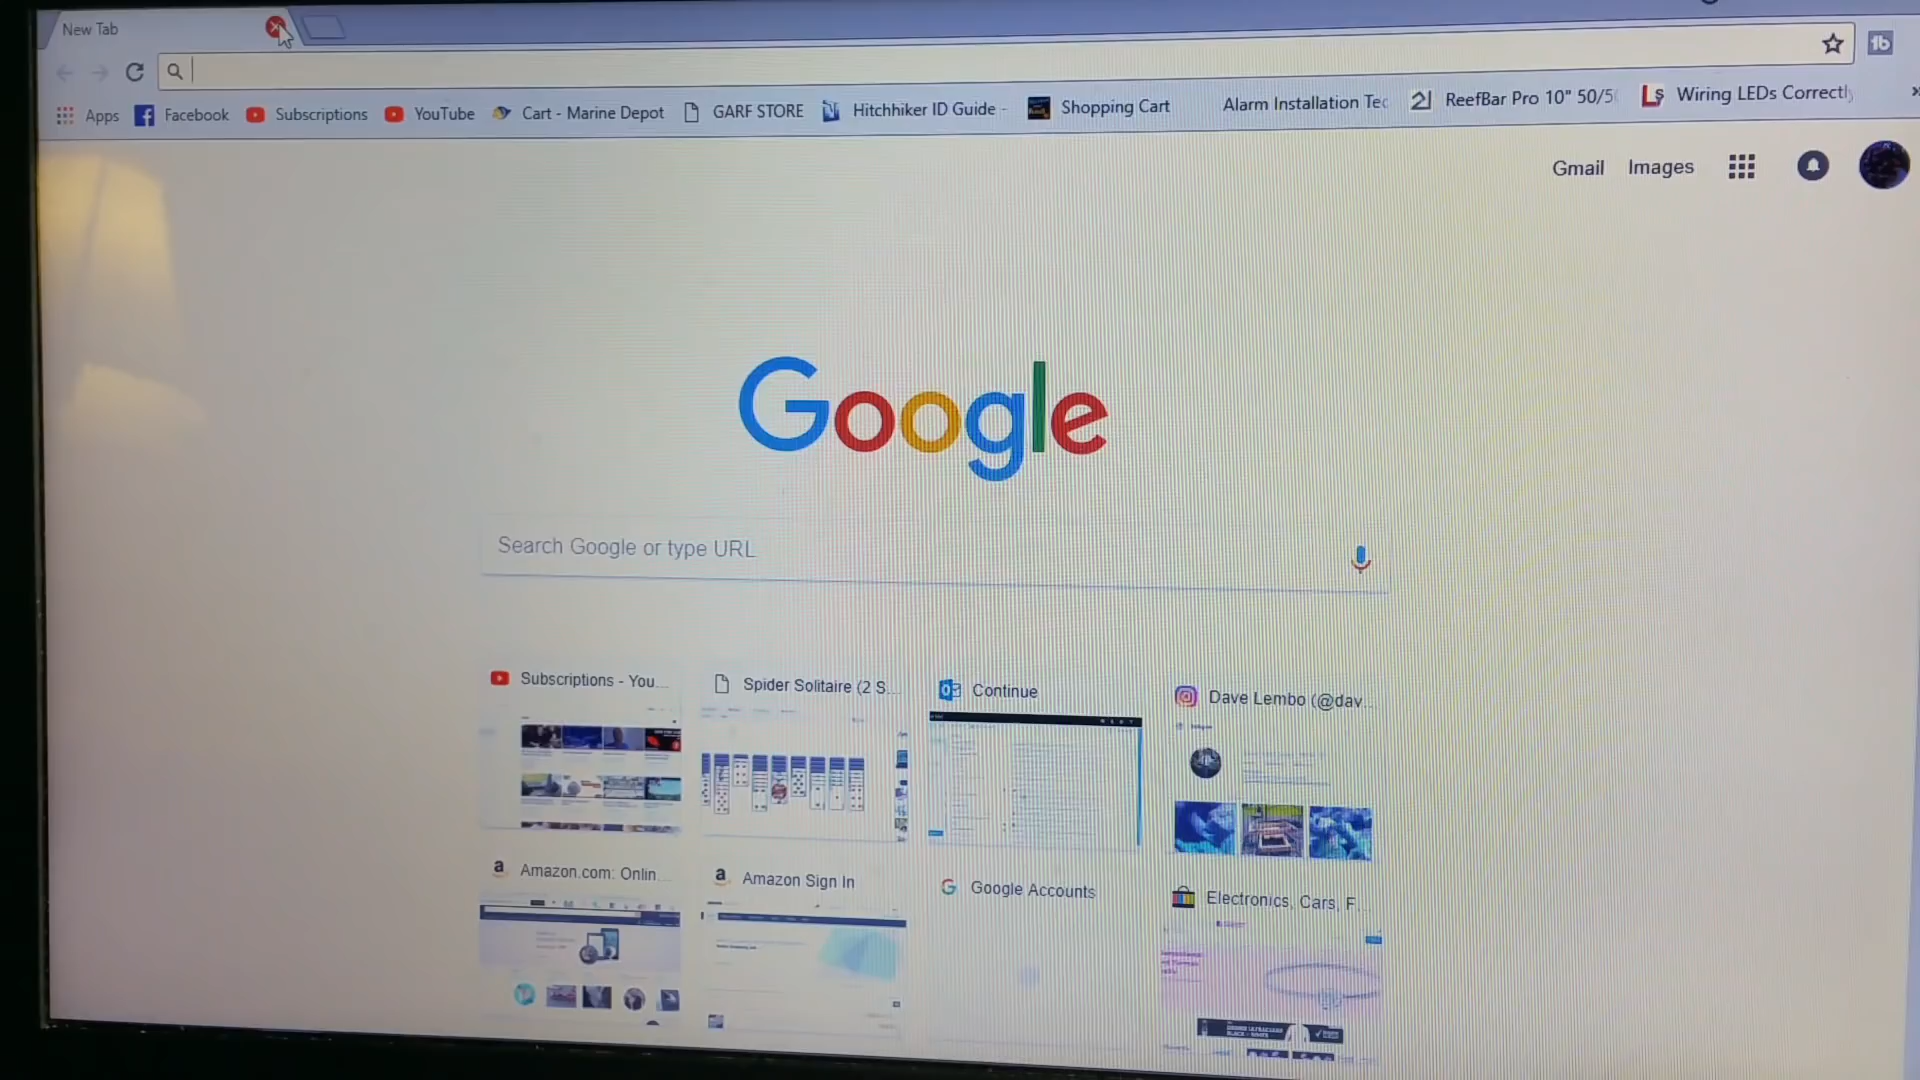 New Tab
Apps Facebook Subscriptions YouTube Cart - Marine Depot GARF STORE Hitchhiker ID Guide - Shopping Cart Alarm Installation Tec ReefBar Pro 10" 50/5 Wiring LEDs Correctly
Gmail Images
Google
Search Google or type URL
Subscriptions - You... Spider Solitaire (2 S... Continue Dave Lembo (@dav...
Amazon.com: Onlin... Amazon Sign In Google Accounts Electronics, Cars, F...